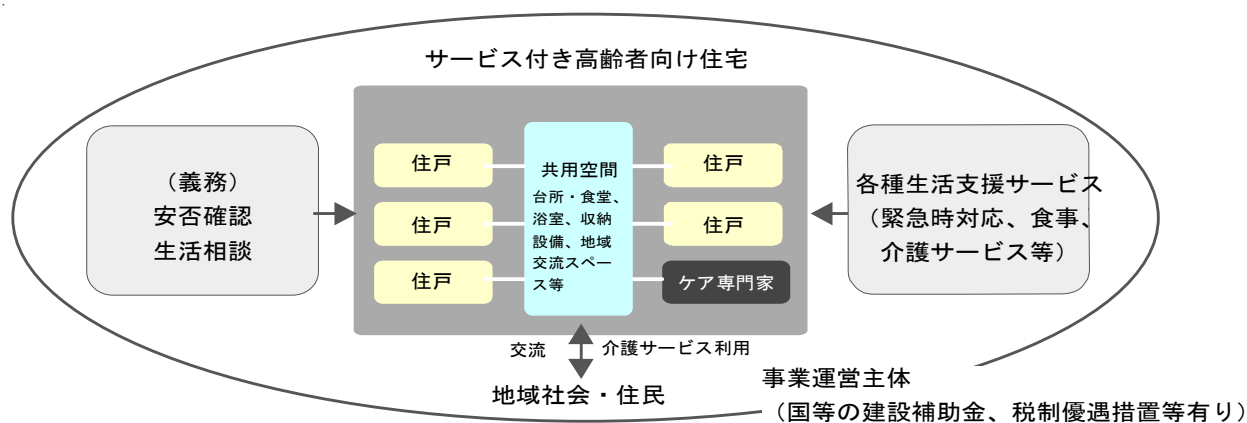 サービス付き高齢者向け住宅
（義務）
安否確認
生活相談
住戸
住戸
住戸
共用空間
台所・食堂、
浴室、収納
設備、地域
交流スペー
ス等
住戸
住戸
ケア専門家
各種生活支援サービス
（緊急時対応、食事、
介護サービス等）
交流
介護サービス利用
地域社会・住民
事業運営主体
（国等の建設補助金、税制優遇措置等有り）